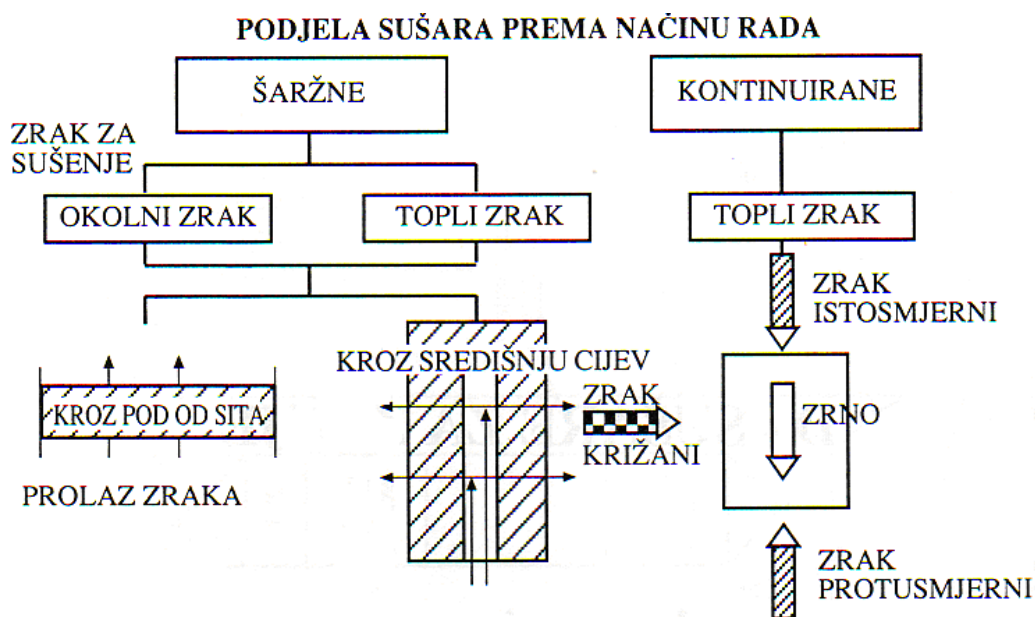 PODJELA SUŠARA PREMA NAČINU RADA
ŠARŽNE
KONTINUIRANE
ZRAK ZA
SUŠENJE
OKOLNI ZRAK
TOPLI ZRAK
TOPLI ZRAK
ZRAK
ISTOSMJERNI
KROZ SREDIŠNJU CIJEV
KROZ POD OD SITA
ZRAK
KRIŽANI
ZRNO
PROLAZ ZRAKA
ZRAK
PROTUSMJERNI